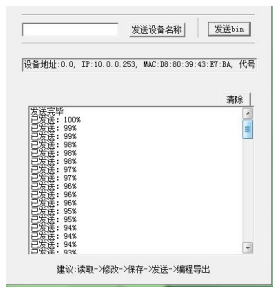 发送设备名称 发送bin
设备地址:0.0, IP:10.0.0.253, MAC:D8:80:39:43:E7:BA, 代号
清除
发送完毕
已发送: 100%
已发送: 99%
已发送: 99%
已发送: 98%
已发送: 98%
已发送: 98%
已发送: 97%
已发送: 97%
已发送: 96%
已发送: 96%
已发送: 96%
已发送: 95%
已发送: 95%
已发送: 94%
已发送: 94%
已发送: 94%
已发送: 93%
建议:读取->修改->保存->发送->编程导出